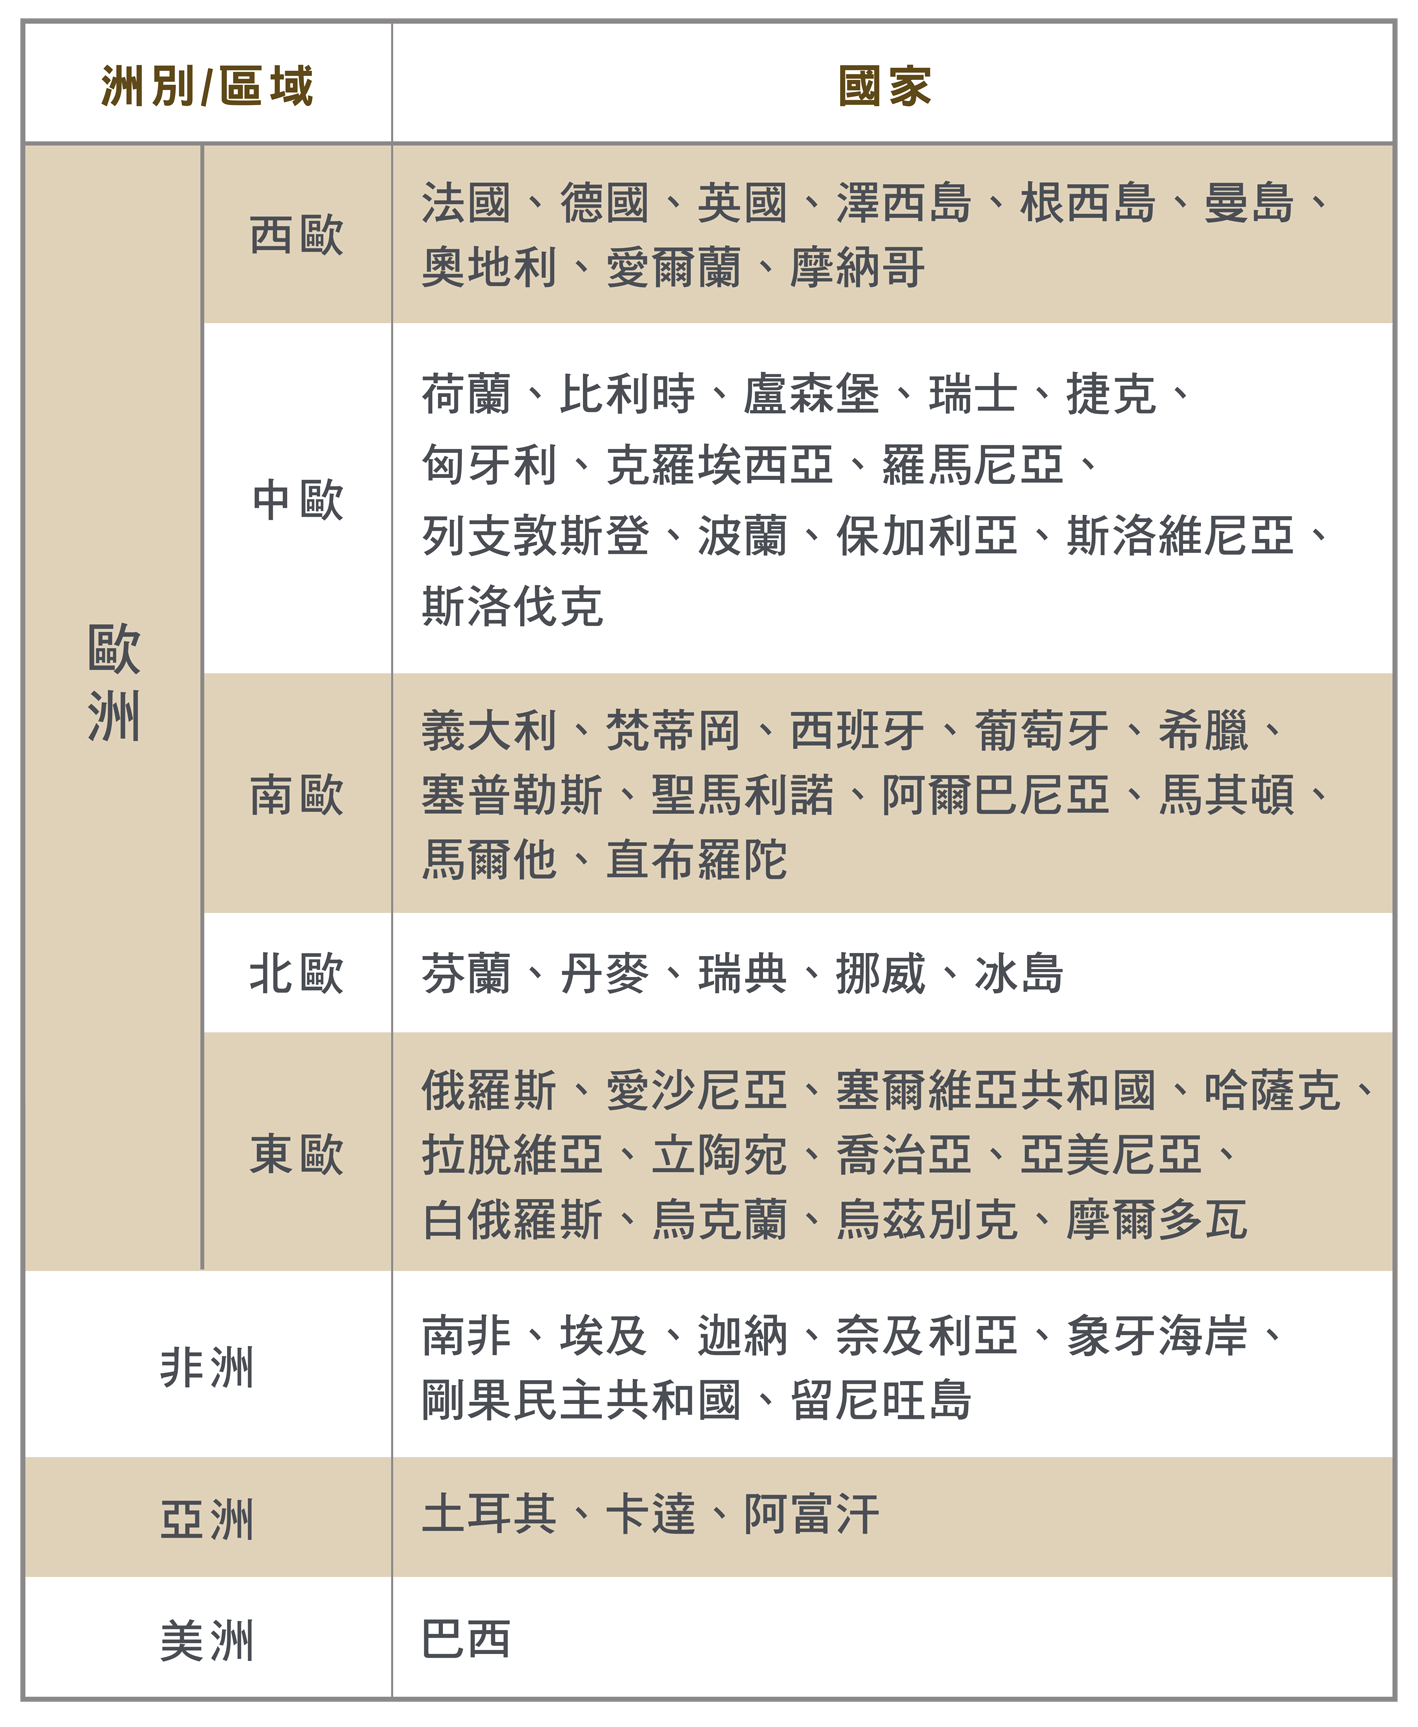 洲別/區域
國家
歐洲
西歐
法國、德國、英國、澤西島、根西島、曼島、
奧地利、愛爾蘭、摩納哥
中歐
荷蘭、比利時、盧森堡、瑞士、捷克、
匈牙利、克羅埃西亞、羅馬尼亞、
列支敦斯登、波蘭、保加利亞、斯洛維尼亞、
斯洛伐克
南歐
義大利、梵蒂岡、西班牙、葡萄牙、希臘、
塞普勒斯、聖馬利諾、阿爾巴尼亞、馬其頓、
馬爾他、直布羅陀
北歐
芬蘭、丹麥、瑞典、挪威、冰島
東歐
俄羅斯、愛沙尼亞、塞爾維亞共和國、哈薩克、
拉脫維亞、立陶宛、喬治亞、亞美尼亞、
白俄羅斯、烏克蘭、烏茲別克、摩爾多瓦
非洲
南非、埃及、迦納、奈及利亞、象牙海岸、
剛果民主共和國、留尼旺島
亞洲
土耳其、卡達、阿富汗
美洲
巴西